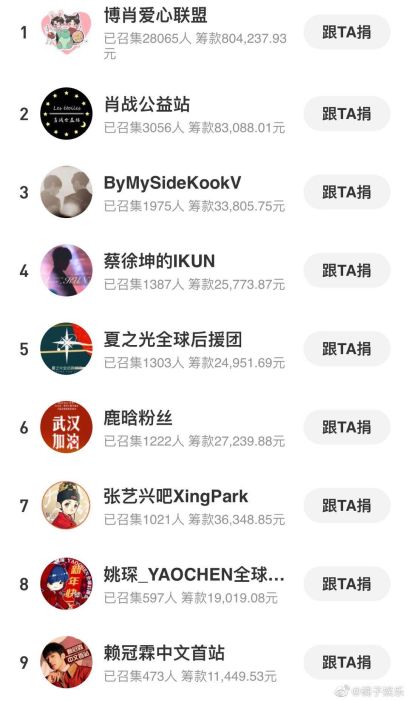 1
博肖爱心联盟
已召集28065人 筹款804,237.93
元
跟TA捐
2
Les étoiles
肖战公益站
已召集3056人 筹款83,088.01元
跟TA捐
3
ByMySideKookV
已召集1975人 筹款33,805.75元
跟TA捐
4
蔡徐坤的IKUN
已召集1387人 筹款25,773.87元
跟TA捐
5
夏之光全球后援团
已召集1303人 筹款24,951.69元
跟TA捐
6
武汉
加油
鹿晗粉丝
已召集1222人 筹款27,239.88元
跟TA捐
7
张艺兴吧XingPark
已召集1021人 筹款36,348.85元
跟TA捐
8
姚琛_YAOCHEN全球...
已召集597人 筹款19,019.08元
跟TA捐
9
赖冠霖
中文首站
赖冠霖中文首站
已召集473人 筹款11,449.53元
跟TA捐
@橘子娱乐